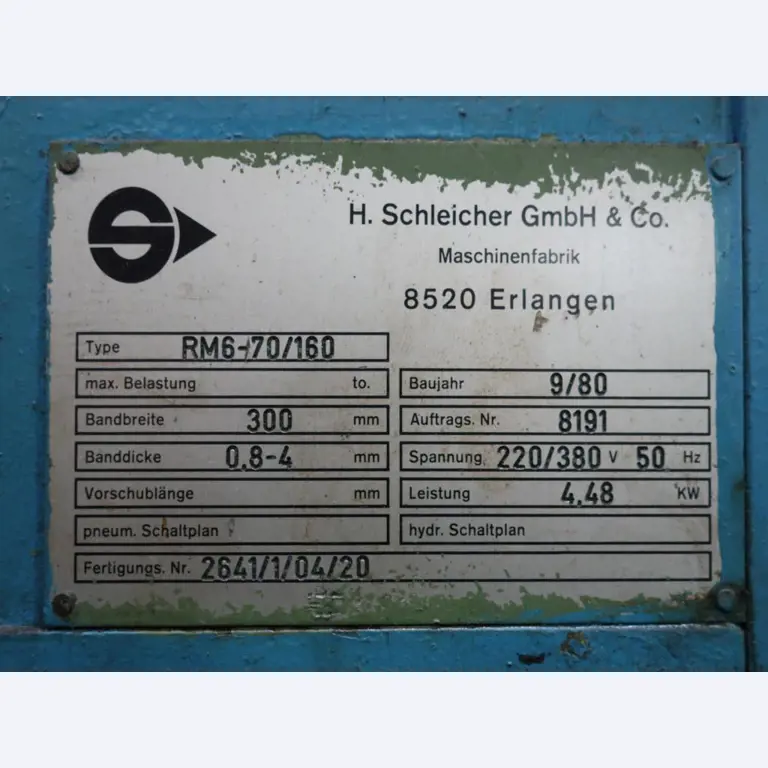 H. Schleicher GmbH & Co.
Maschinenfabrik
8520 Erlangen
Type RM6-70/160
max. Belastung to.
Baujahr 9/80
Bandbreite 300 mm
Auftrags. Nr. 8191
Banddicke 0,8-4 mm
Spannung 220/380 V 50 Hz
Vorschublänge mm
Leistung 4,48 KW
pneum. Schaltplan
hydr. Schaltplan
Fertigungs. Nr. 2641/1/04/20